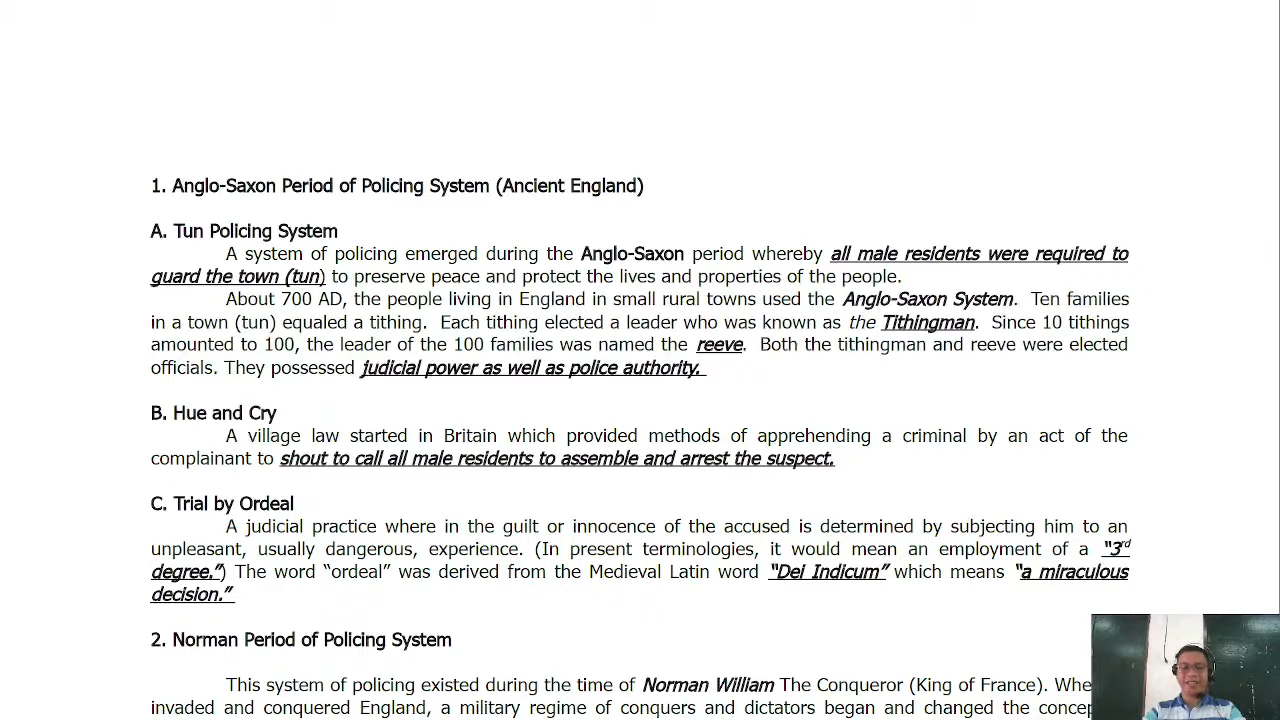 1. Anglo-Saxon Period of Policing System (Ancient England)
A. Tun Policing System
A system of policing emerged during the Anglo-Saxon period whereby all male residents were required to
guard the town (tun) to preserve peace and protect the lives and properties of the people.
About 700 AD, the people living in England in small rural towns used the Anglo-Saxon System. Ten families
in a town (tun) equaled a tithing. Each tithing elected a leader who was known as the Tithingman. Since 10 tithings
amounted to 100, the leader of the 100 families was named the reeve. Both the tithingman and reeve were elected
officials. They possessed judicial power as well as police authority.
B. Hue and Cry
A village law started in Britain which provided methods of apprehending a criminal by an act of the
complainant to shout to call all male residents to assemble and arrest the suspect.
C. Trial by Ordeal
A judicial practice where in the guilt or innocence of the accused is determined by subjecting him to an
unpleasant, usually dangerous, experience. (In present terminologies, it would mean an employment of a “3rd
degree.”) The word “ordeal” was derived from the Medieval Latin word “Dei Indicum” which means “a miraculous
decision.”
2. Norman Period of Policing System
This system of policing existed during the time of Norman William The Conqueror (King of France). Whe
invaded and conquered England, a military regime of conquers and dictators began and changed the concep